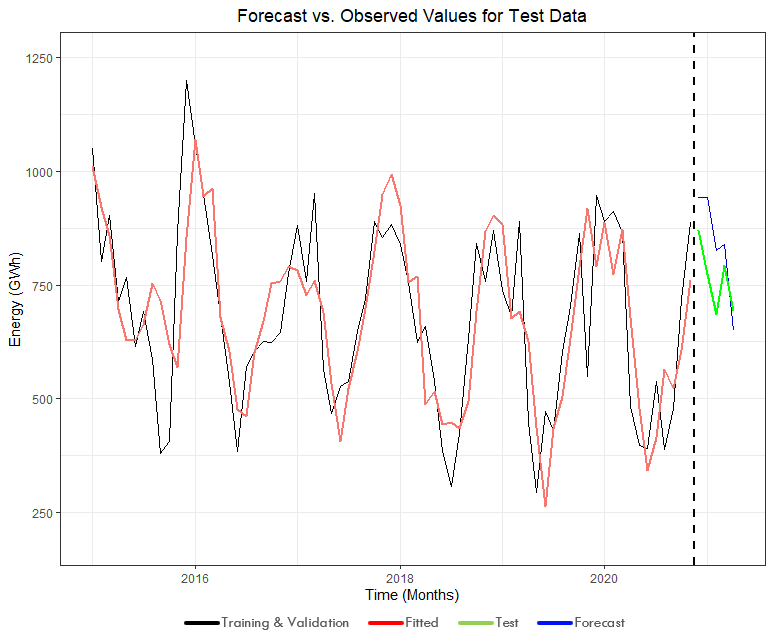 Forecast vs. Observed Values for Test Data
Energy (GWh)
1250
1000
750
500
250
2016 2018 2020
Time (Months)
Training & Validation Fitted Test Forecast